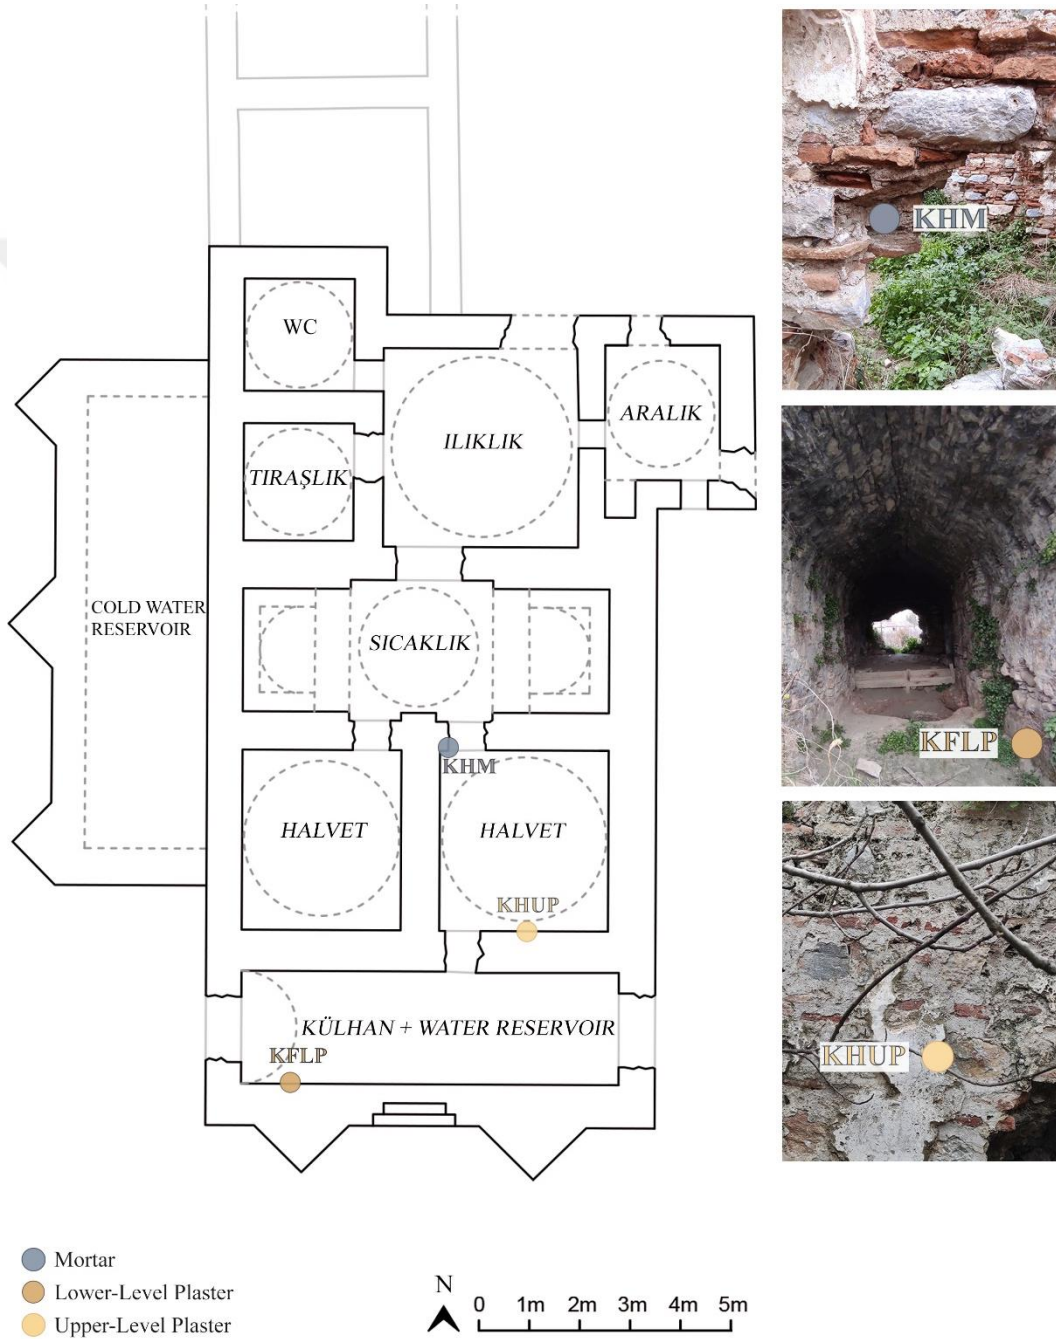 WC
ILIKLIK
ARALIK
TIRAŞLIK
COLD WATER
RESERVOIR
SICAKLIK
KHM
HALVET
HALVET
KHUP
KÜLHAN + WATER RESERVOIR
KFLP
KHM
KFLP
KHUP
Mortar
Lower-Level Plaster
Upper-Level Plaster
N
0 1m 2m 3m 4m 5m